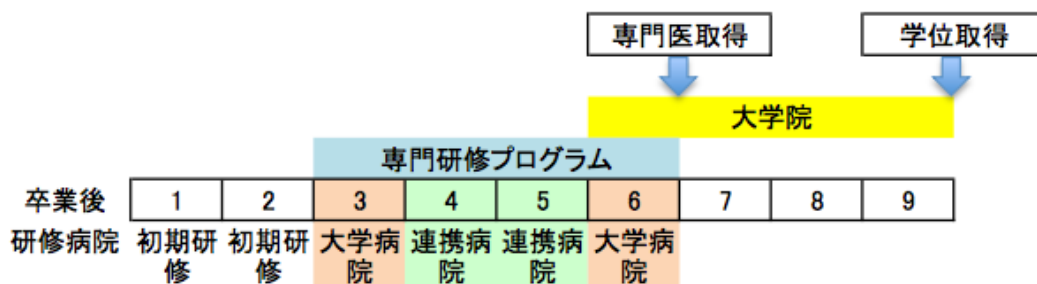 専門医取得 学位取得
大学院
専門研修プログラム
卒業後 1 2 3 4 5 6 7 8 9
研修病院 初期研修 初期研修 大学病院 連携病院 連携病院 大学病院